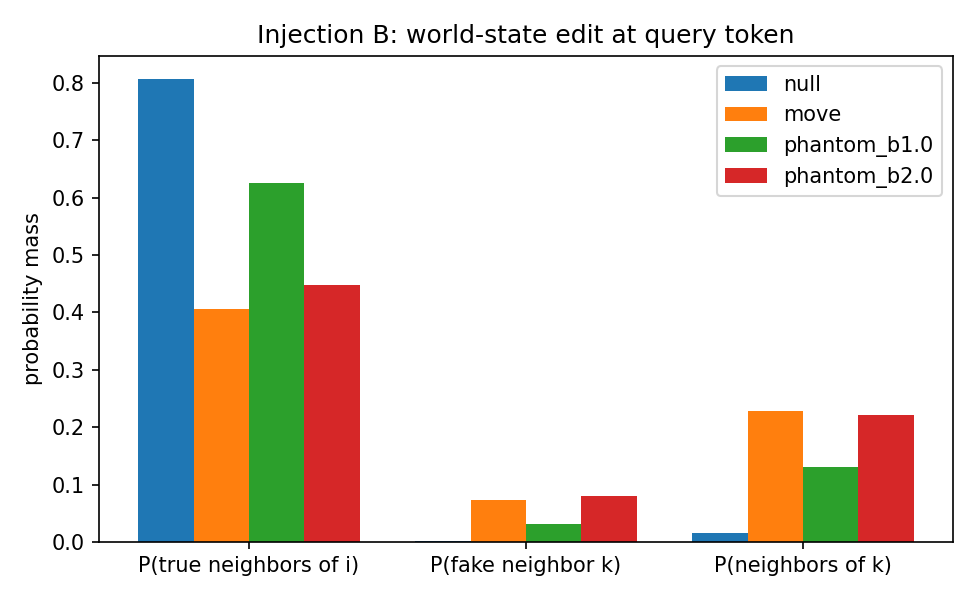 Injection B: world-state edit at query token
probability mass
0.8
0.7
0.6
0.5
0.4
0.3
0.2
0.1
0.0
null
move
phantom_b1.0
phantom_b2.0
P(true neighbors of i)
P(fake neighbor k)
P(neighbors of k)